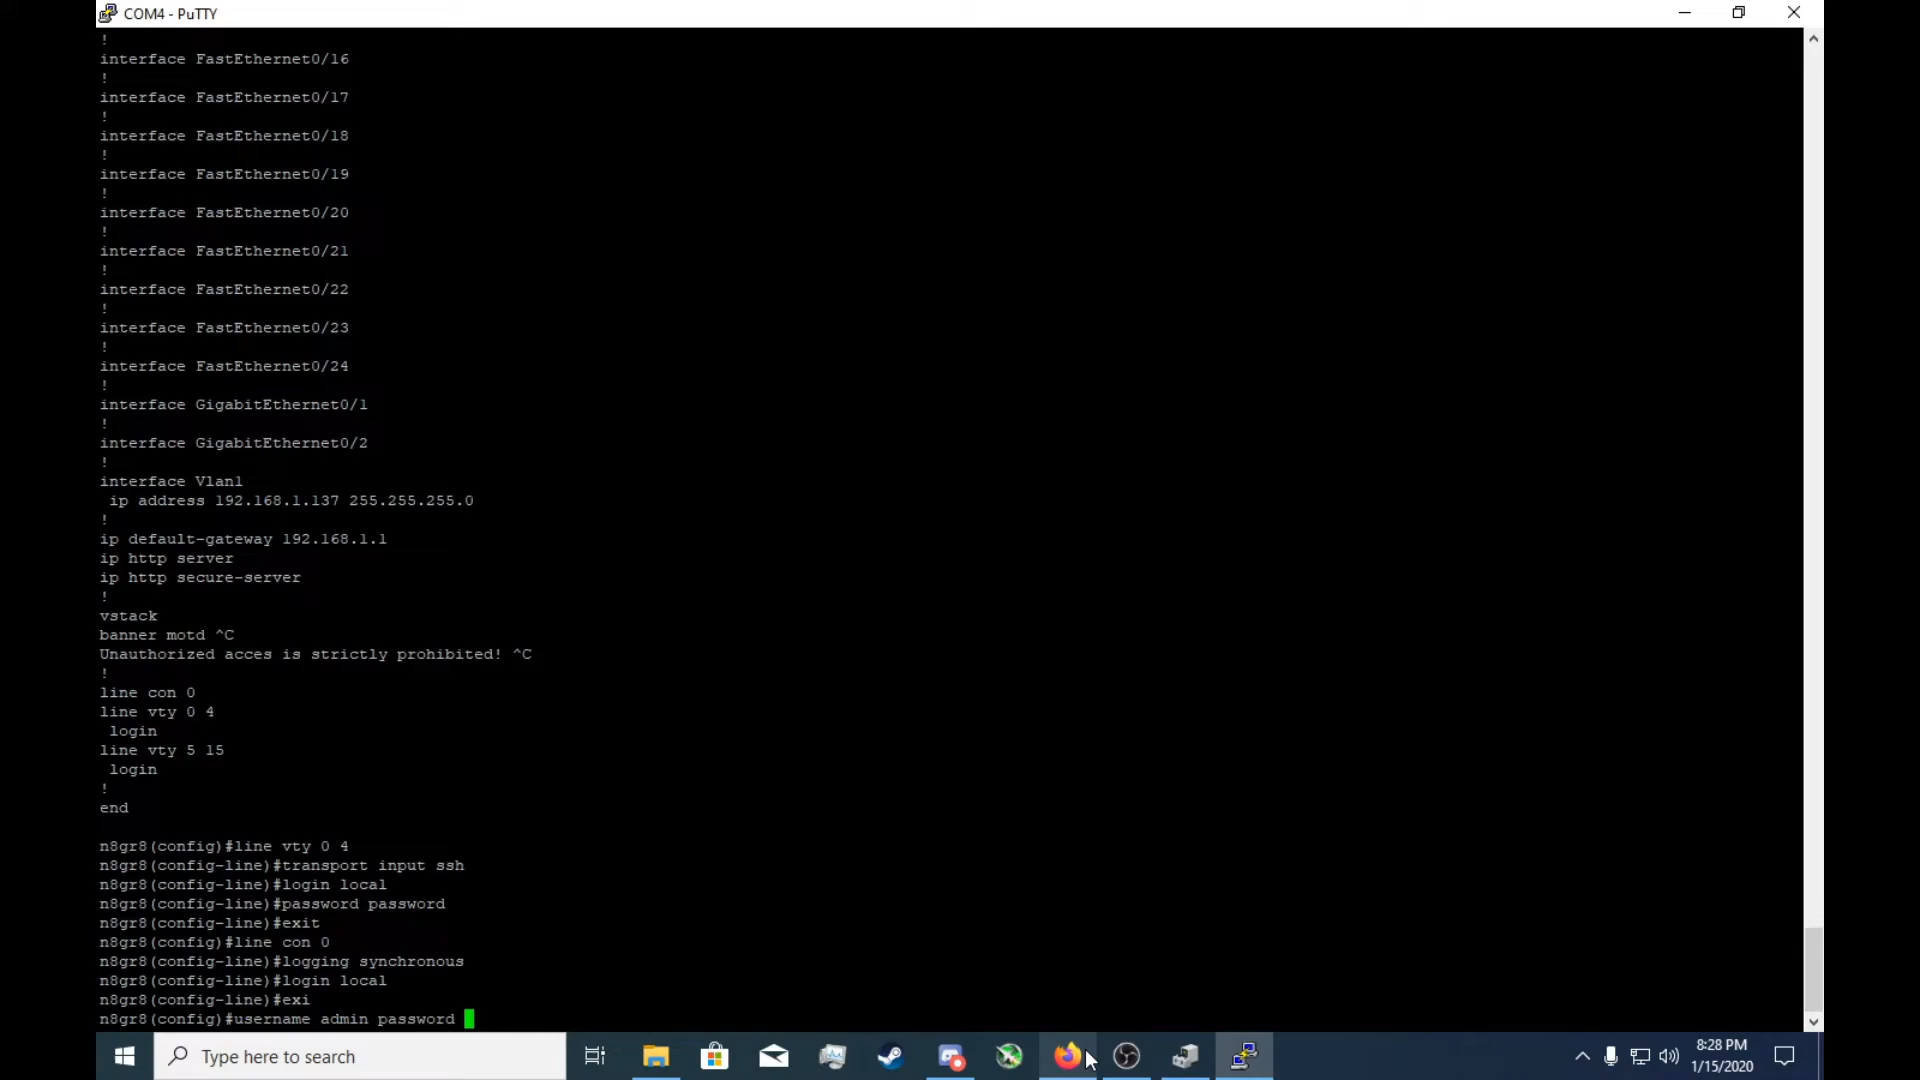 COM4 - PuTTY
!
interface FastEthernet0/16
!
interface FastEthernet0/17
!
interface FastEthernet0/18
!
interface FastEthernet0/19
!
interface FastEthernet0/20
!
interface FastEthernet0/21
!
interface FastEthernet0/22
!
interface FastEthernet0/23
!
interface FastEthernet0/24
!
interface GigabitEthernet0/1
!
interface GigabitEthernet0/2
!
interface Vlan1
 ip address 192.168.1.137 255.255.255.0
!
ip default-gateway 192.168.1.1
ip http server
ip http secure-server
!
vstack
banner motd ^C
Unauthorized acces is strictly prohibited! ^C
!
line con 0
line vty 0 4
 login
line vty 5 15
 login
!
end
n8gr8(config)#line vty 0 4
n8gr8(config-line)#transport input ssh
n8gr8(config-line)#login local
n8gr8(config-line)#password password
n8gr8(config-line)#exit
n8gr8(config)#line con 0
n8gr8(config-line)#logging synchronous
n8gr8(config-line)#login local
n8gr8(config-line)#exi
n8gr8(config)#username admin password
Type here to search
8:28 PM
1/15/2020